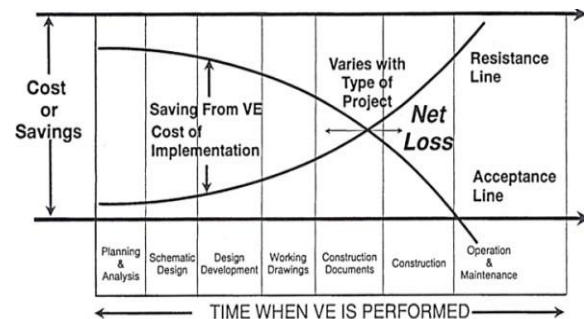 Cost
or
Savings
Saving From VE
Cost of
Implementation
Varies with
Type of
Project
Net
Loss
Resistance
Line
Acceptance
Line
Planning
&
Analysis
Schematic
Design
Design
Development
Working
Drawings
Construction
Documents
Construction
Operation
&
Maintenance
TIME WHEN VE IS PERFORMED